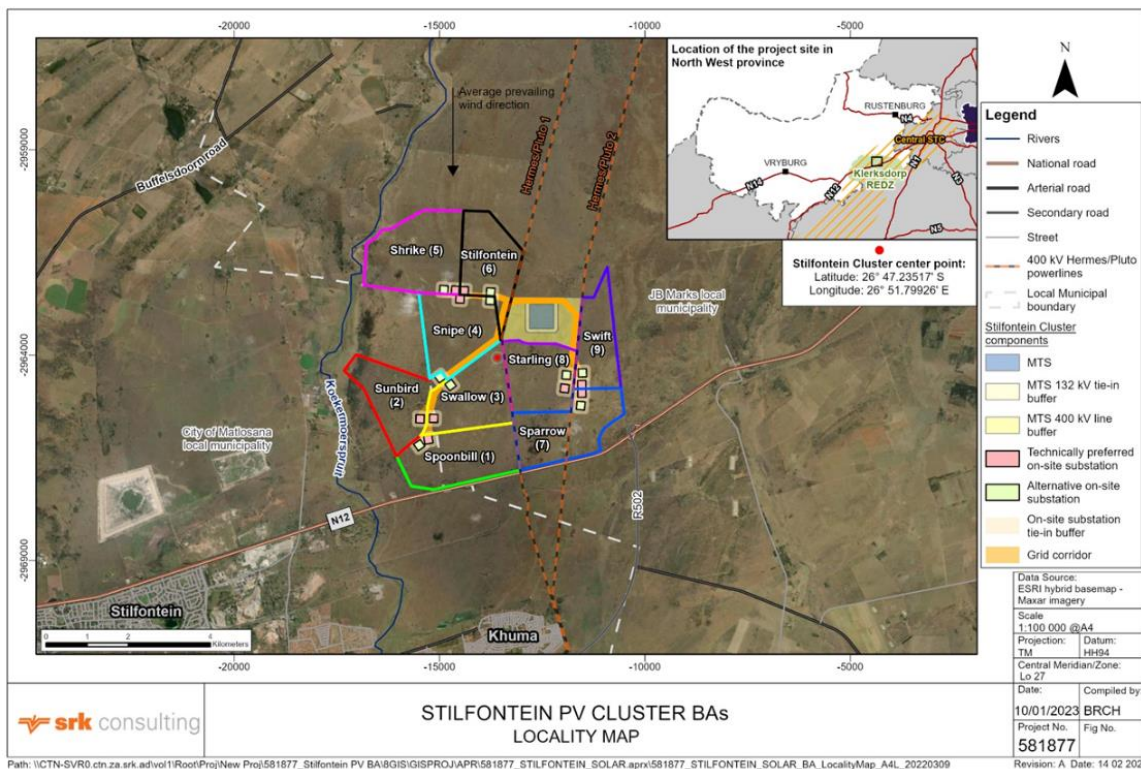 -20000
-15000
-10000
-5000
-2959000
-2964000
-2969000
Buffelsdoorn road
Average prevailing
wind direction
Hermes/Pluto 1
Hermes/Pluto 2
Location of the project site in
North West province
RUSTENBURG
N4
Central STC
VRYBURG
Klerksdorp
REDZ
N14
N12
N1
N3
N5
Stilfontein Cluster center point:
Latitude: 26° 47.23517' S
Longitude: 26° 51.79926' E
Shrike (5)
Stilfontein
(6)
JB Marks local
municipality
Snipe (4)
Swift
(9)
Starling (8)
Sunbird
(2)
Swallow (3)
Koekemoerspruit
City of Matlosana
local municipality
Sparrow
(7)
Spoonbill (1)
R502
N12
Stilfontein
Khuma
0 1 2 4
Kilometers
-20000
-15000
-10000
-5000
N
Legend
Rivers
National road
Arterial road
Secondary road
Street
400 kV Hermes/Pluto
powerlines
Local Municipal
boundary
Stilfontein Cluster
components
MTS
MTS 132 kV tie-in
buffer
MTS 400 kV line
buffer
Technically preferred
on-site substation
Alternative on-site
substation
On-site substation
tie-in buffer
Grid corridor
Data Source:
ESRI hybrid basemap -
Maxar imagery
Scale
1:100 000 @A4
Projection: Datum:
TM HH94
Central Meridian/Zone:
Lo 27
Date: Compiled by:
10/01/2023 BRCH
Project No. Fig No.
581877
srk consulting
STILFONTEIN PV CLUSTER BAs
LOCALITY MAP
Path: \\CTN-SVR0.ctn.za.srk.ad\vol1\Root\Proj\New Proj\581877_Stilfontein PV BA\8GIS\GISPROJ\APR\581877_STILFONTEIN_SOLAR.aprx\581877_STILFONTEIN_SOLAR_BA_LocalityMap_A4L_20220309
Revision: A Date: 14 02 202